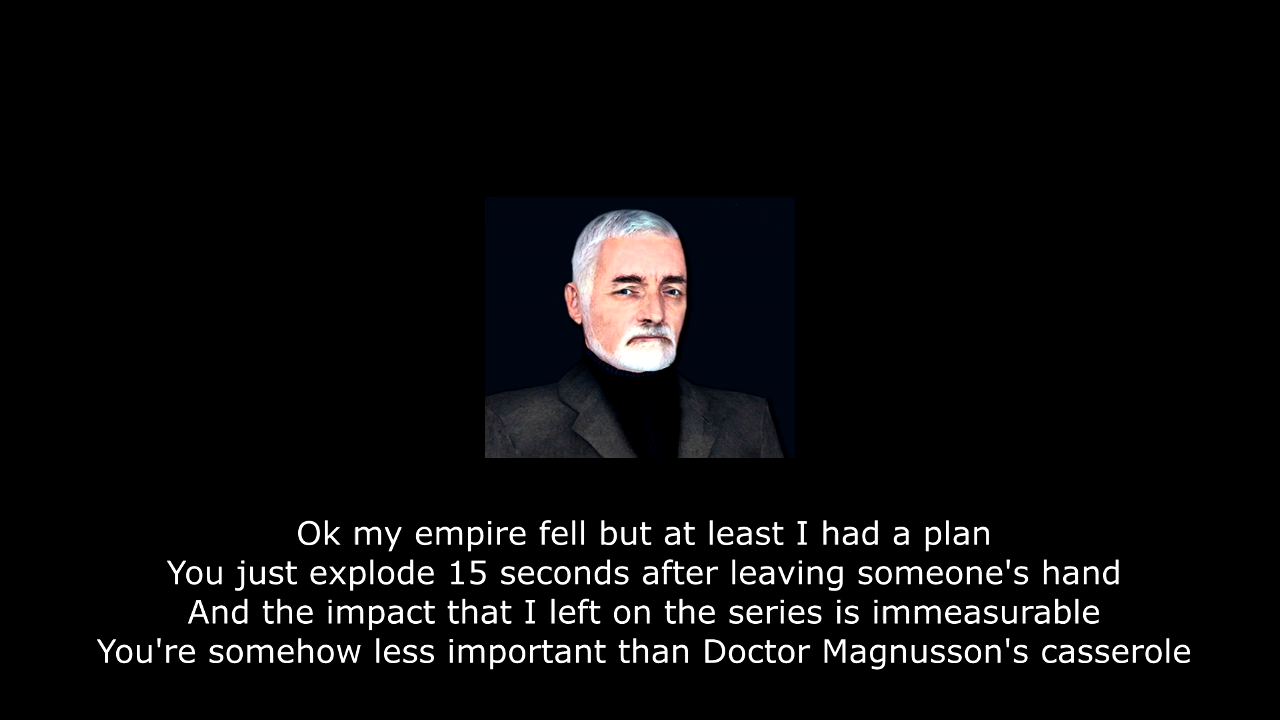 Ok my empire fell but at least I had a plan
You just explode 15 seconds after leaving someone's hand
And the impact that I left on the series is immeasurable
You're somehow less important than Doctor Magnusson's casserole